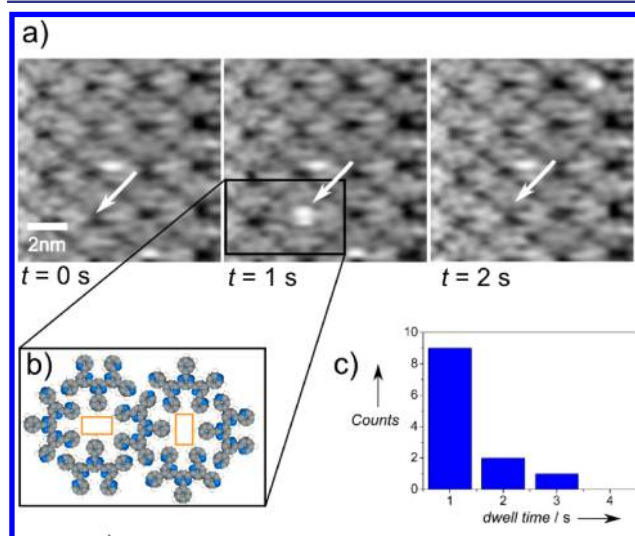 a)
2nm
t = 0 s
t = 1 s
t = 2 s
b)
c)
Counts
10
8
6
4
2
0
1
2
3
4
dwell time / s